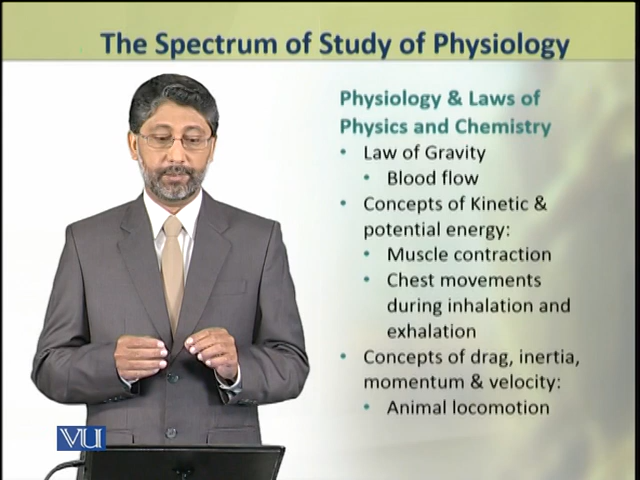 The Spectrum of Study of Physiology
Physiology & Laws of
Physics and Chemistry
• Law of Gravity
• Blood flow
• Concepts of Kinetic &
potential energy:
• Muscle contraction
• Chest movements
during inhalation and
exhalation
• Concepts of drag, inertia,
momentum & velocity:
• Animal locomotion
VU